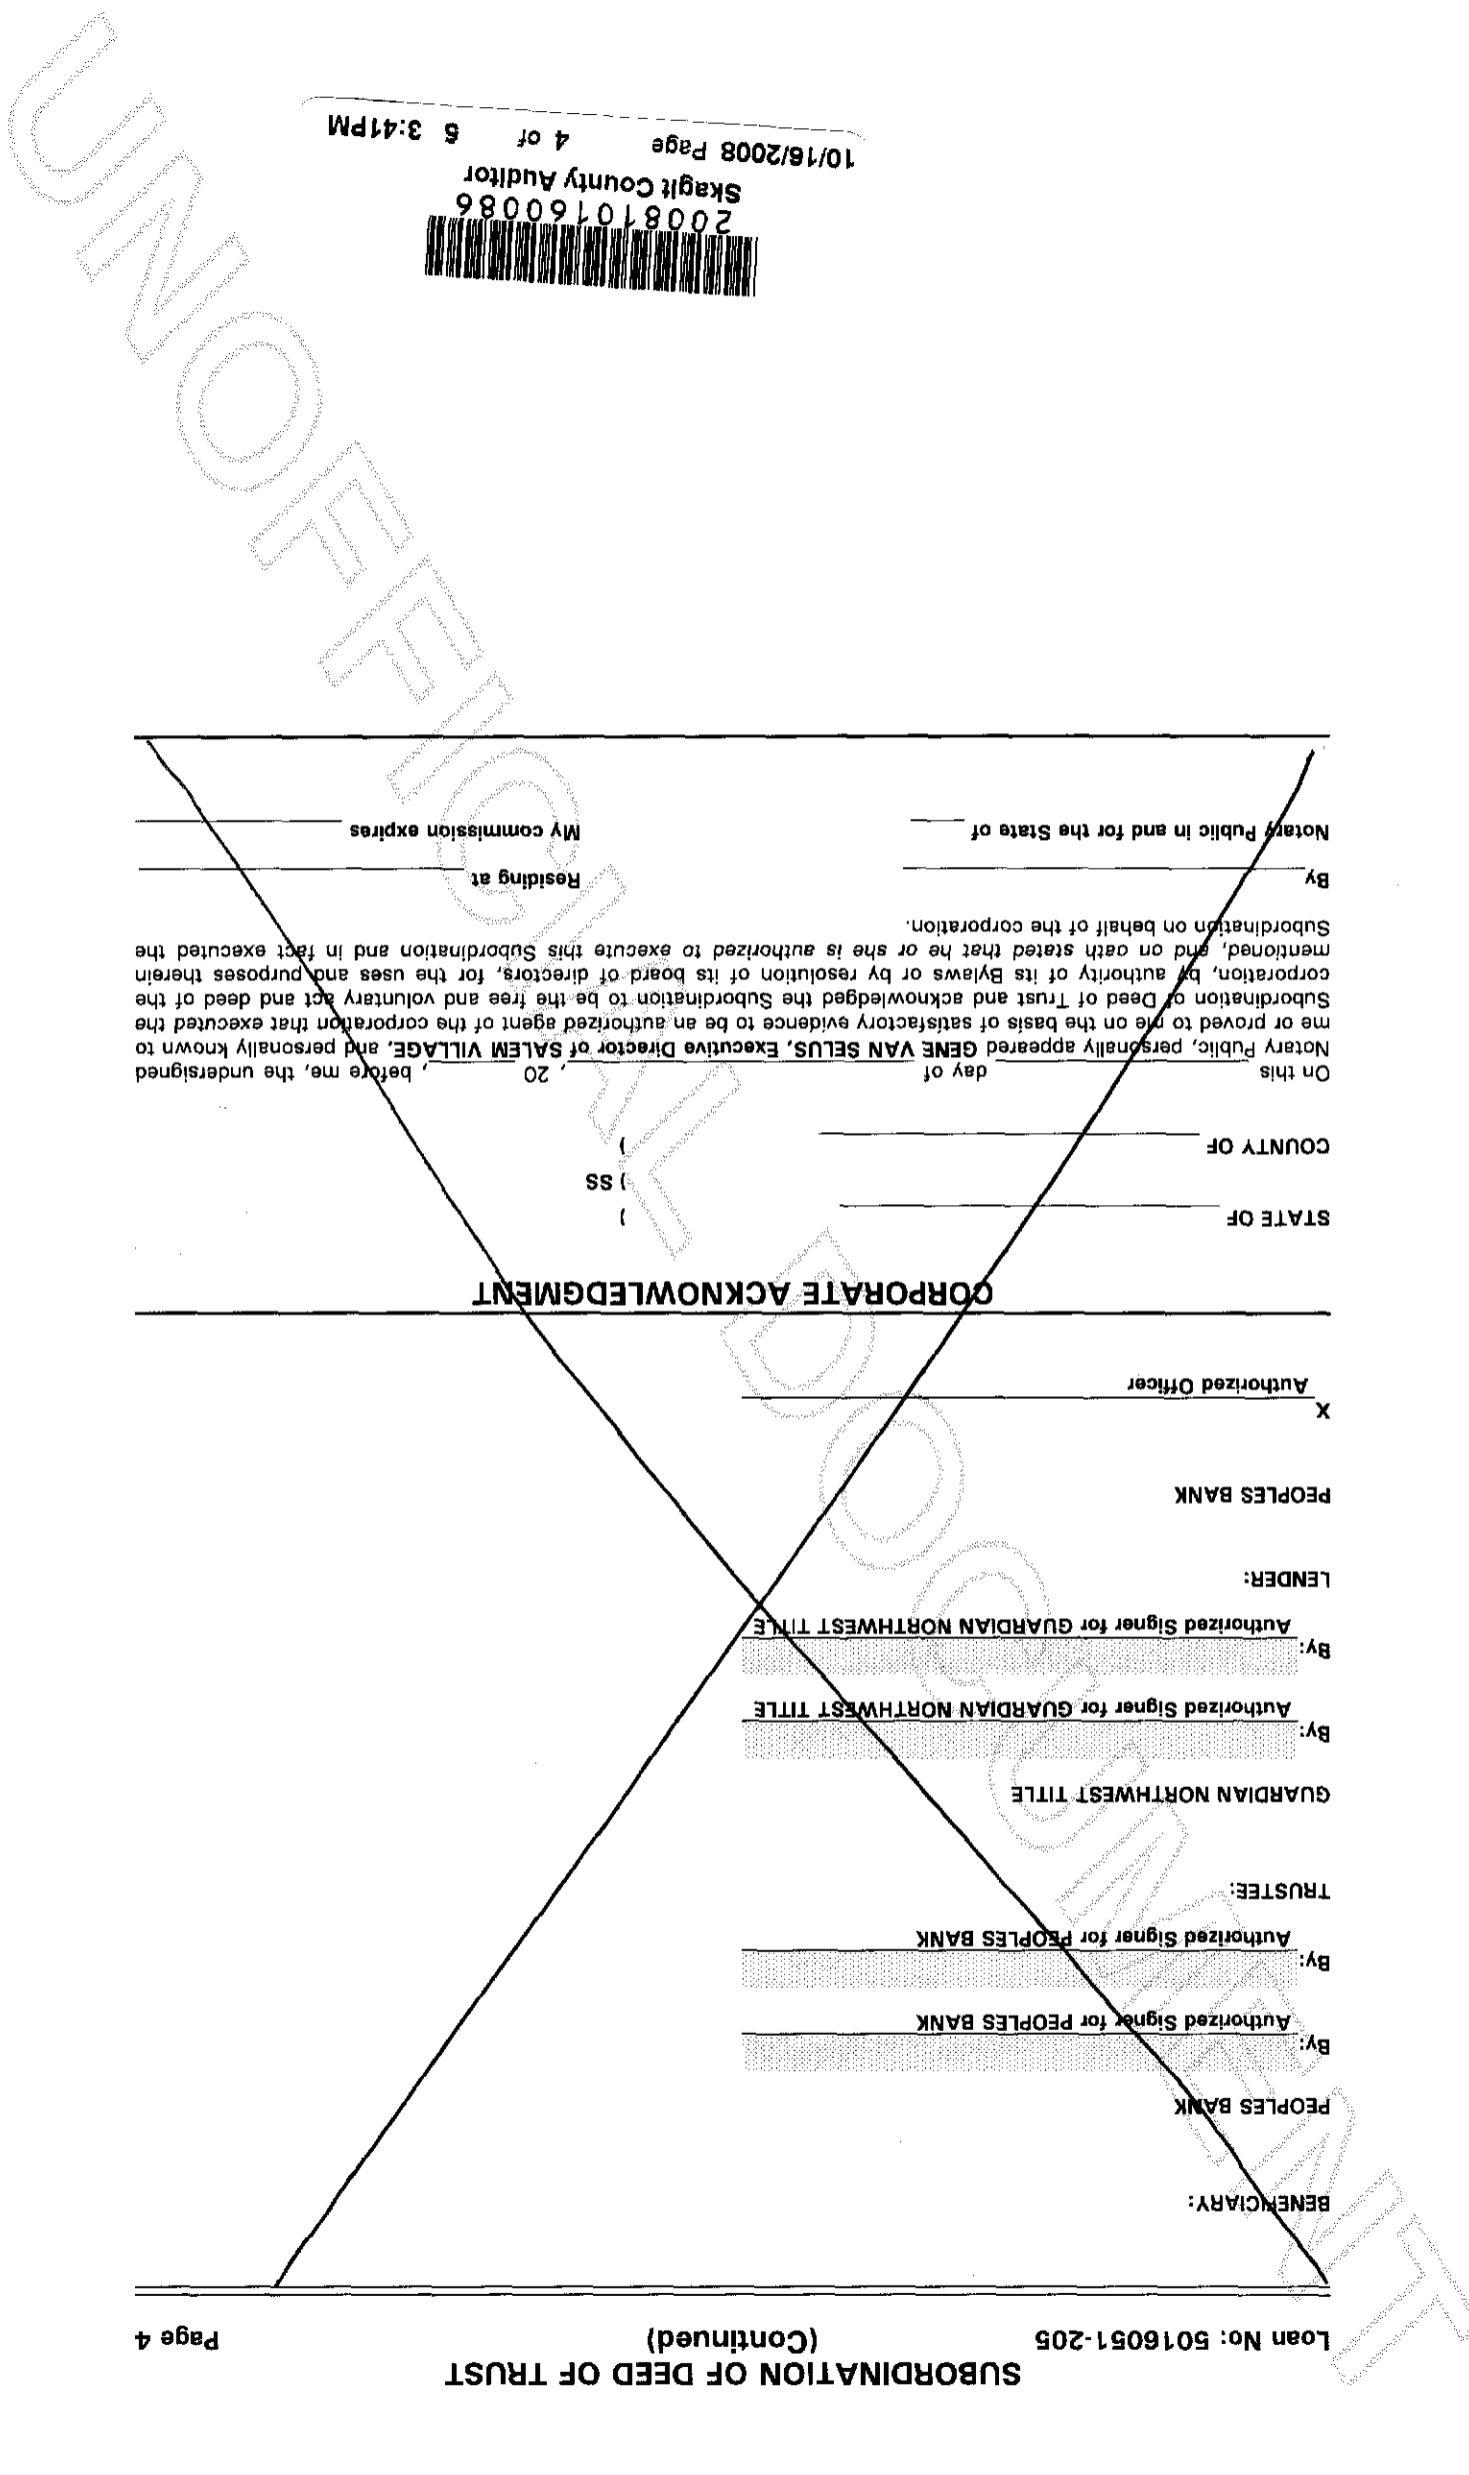 SUBORDINATION OF DEED OF TRUST
Loan No: 5016051-205 (Continued) Page 4
BENEFICIARY:
PEOPLES BANK
By:
Authorized Signer for PEOPLES BANK
By:
Authorized Signer for PEOPLES BANK
TRUSTEE:
GUARDIAN NORTHWEST TITLE
By:
Authorized Signer for GUARDIAN NORTHWEST TITLE
By:
Authorized Signer for GUARDIAN NORTHWEST TITLE
LENDER:
PEOPLES BANK
X
Authorized Officer
CORPORATE ACKNOWLEDGMENT
STATE OF )
) SS
COUNTY OF )
On this day of , 20 , before me, the undersigned
Notary Public, personally appeared GENE VAN SELUS, Executive Director of SALEM VILLAGE, and personally known to
me or proved to me on the basis of satisfactory evidence to be an authorized agent of the corporation that executed the
Subordination of Deed of Trust and acknowledged the Subordination to be the free and voluntary act and deed of the
corporation, by authority of its Bylaws or by resolution of its board of directors, for the uses and purposes therein
mentioned, and on oath stated that he or she is authorized to execute this Subordination and in fact executed the
Subordination on behalf of the corporation.
By Residing at
Notary Public in and for the State of My commission expires
200810160086
Skagit County Auditor
10/16/2008 Page 4 of 5 3:41PM
UNOFFICIAL DOCUMENT